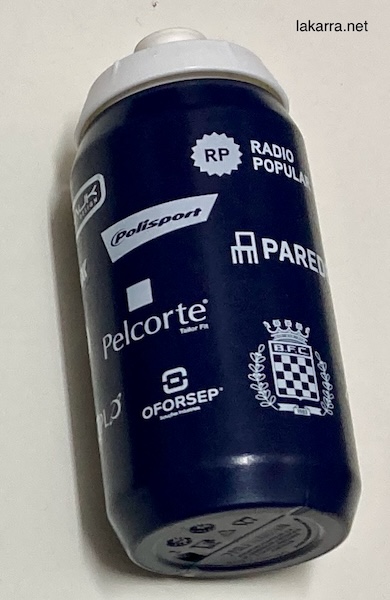 lakarra.net
RP
RADIO
POPULAR
Polisport
PARED
Pelcorte
Tailor Fit
B.F.C.
OFORSEP